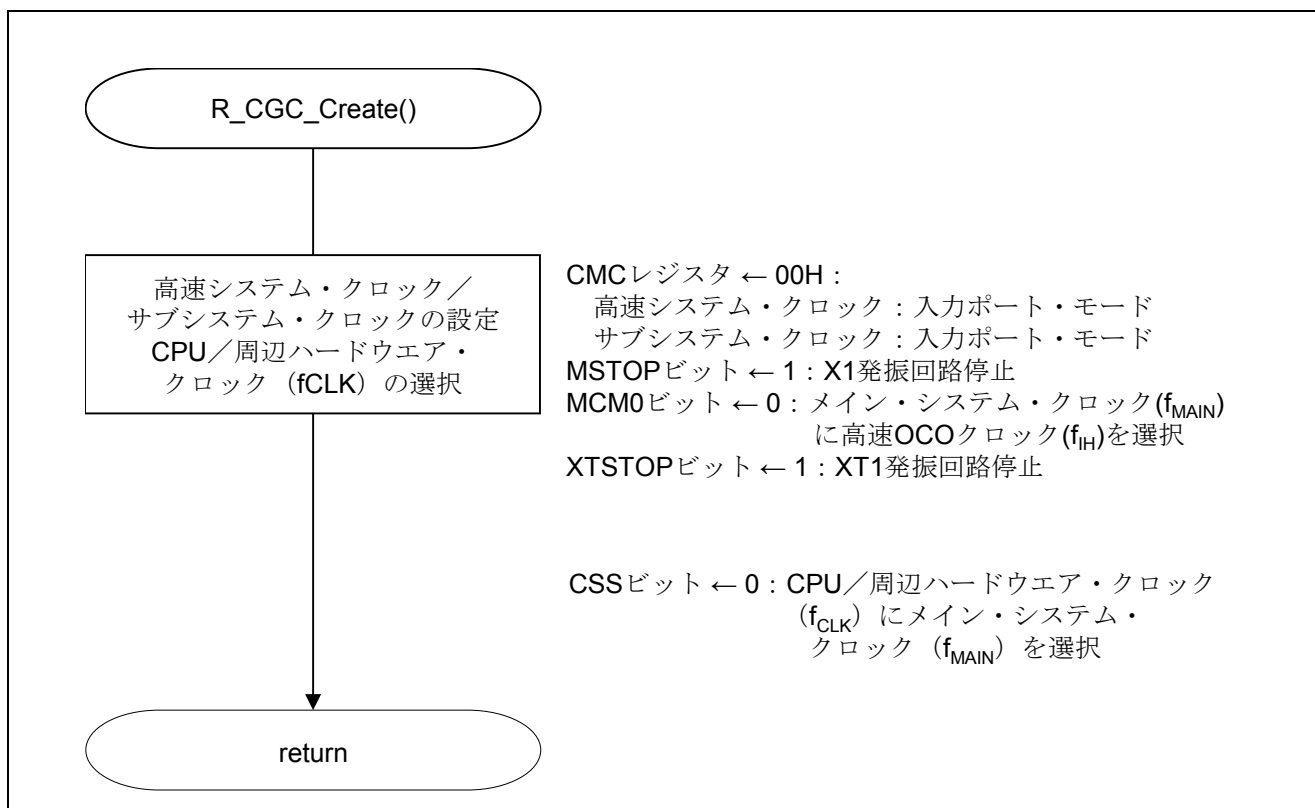 R_CGC_Create()
高速システム・クロック／
サブシステム・クロックの設定
CPU／周辺ハードウエア・
クロック（fCLK）の選択
CMCレジスタ ← 00H：
高速システム・クロック：入力ポート・モード
サブシステム・クロック：入力ポート・モード
MSTOPビット ← 1：X1発振回路停止
MCM0ビット ← 0：メイン・システム・クロック(fMAIN)
に高速OCOクロック(fIH)を選択
XTSTOPビット ← 1：XT1発振回路停止
CSSビット ← 0：CPU／周辺ハードウエア・クロック
（fCLK）にメイン・システム・
クロック（fMAIN）を選択
return